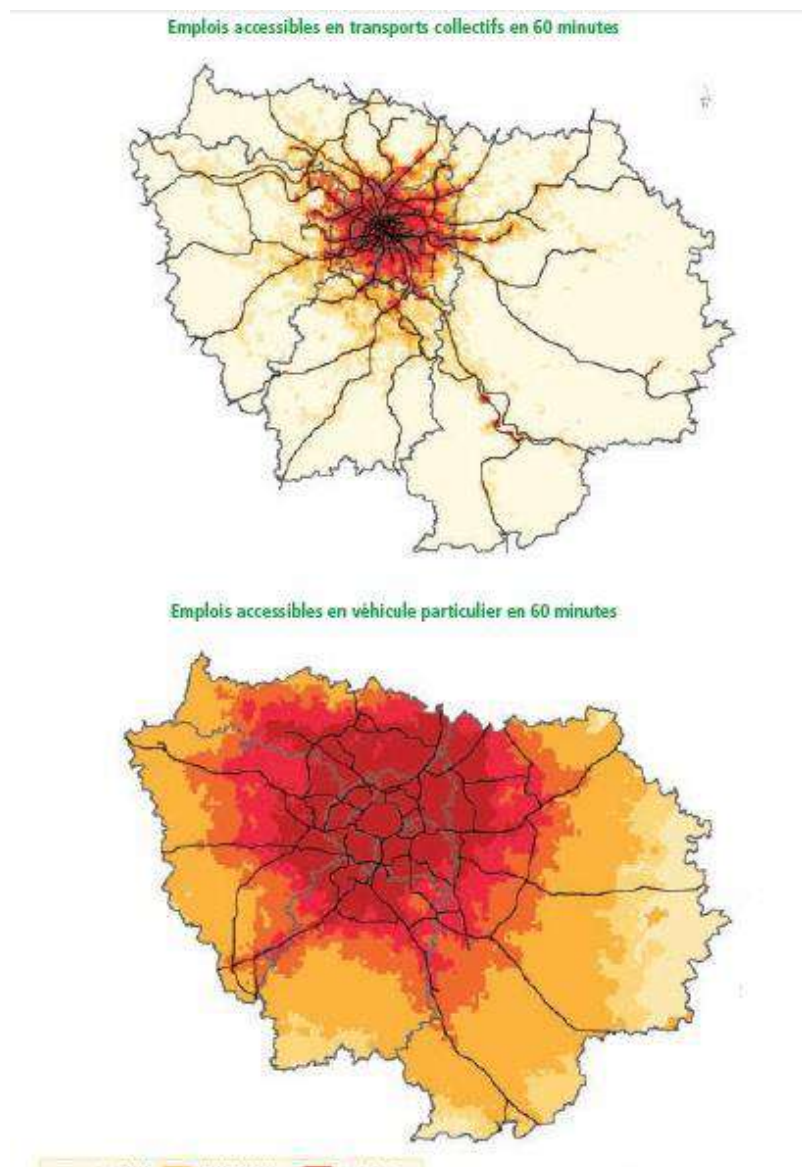 Emplois accessibles en transports collectifs en 60 minutes
Emplois accessibles en véhicule particulier en 60 minutes